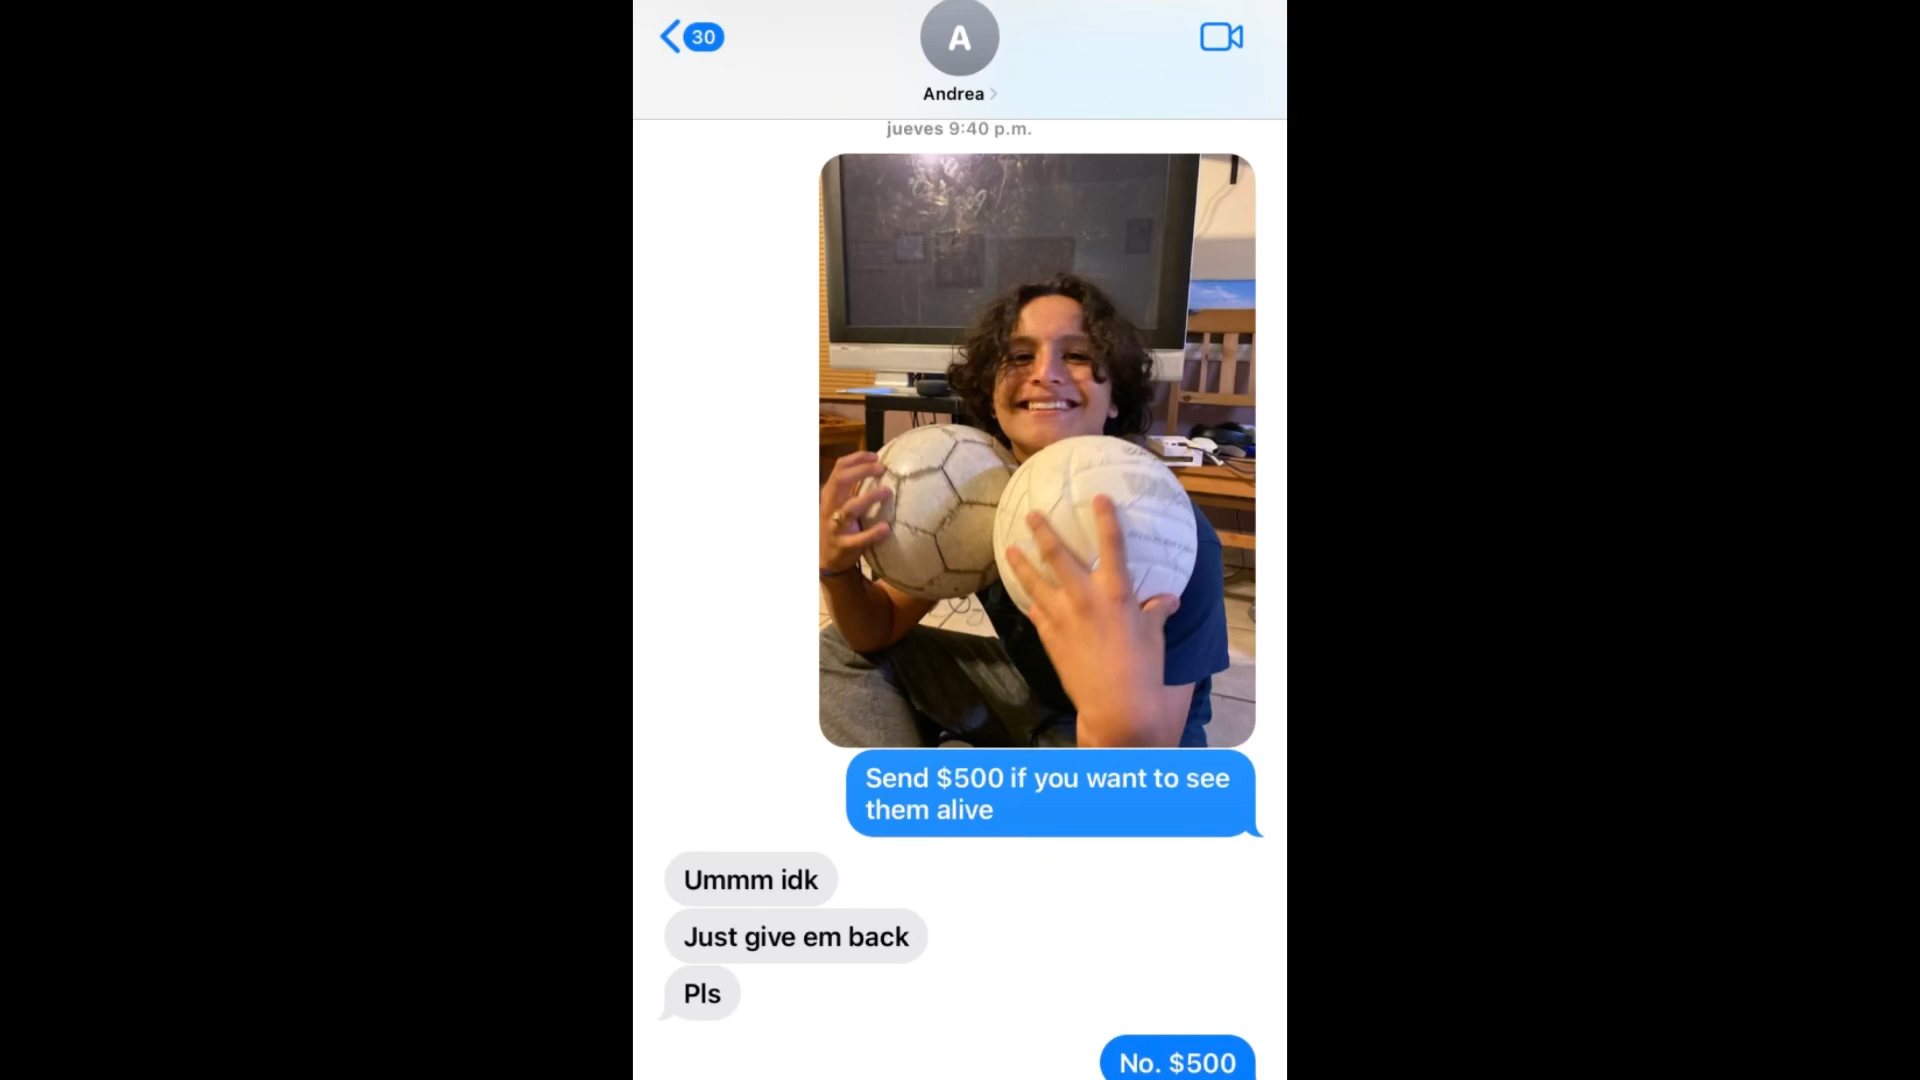 30
A
Andrea
jueves 9:40 p.m.
Send $500 if you want to see
them alive
Ummm idk
Just give em back
Pls
No. $500